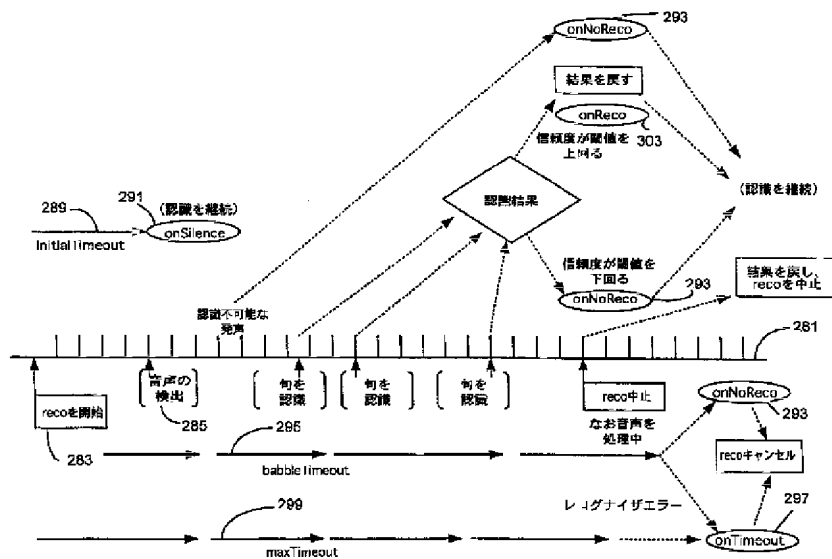 onNoReco
293
結果を戻す
onReco
303
信頼度が閾値を
上回る
289
291
(認識を継続)
onSilence
InitialTimeout
認識結果
(認識を継続)
信頼度が閾値を
下回る
onNoReco
293
結果を戻し、
recoを中止
認識不可能な
発声
281
recoを開始
283
音声の
検出
285
句を
認識
句を
認識
句を
認識
reco中止
なお音声を
処理中
onNoReco
293
295
babbleTimeout
recoキャンセル
299
maxTimeout
レコグナイザエラー
297
onTimeout